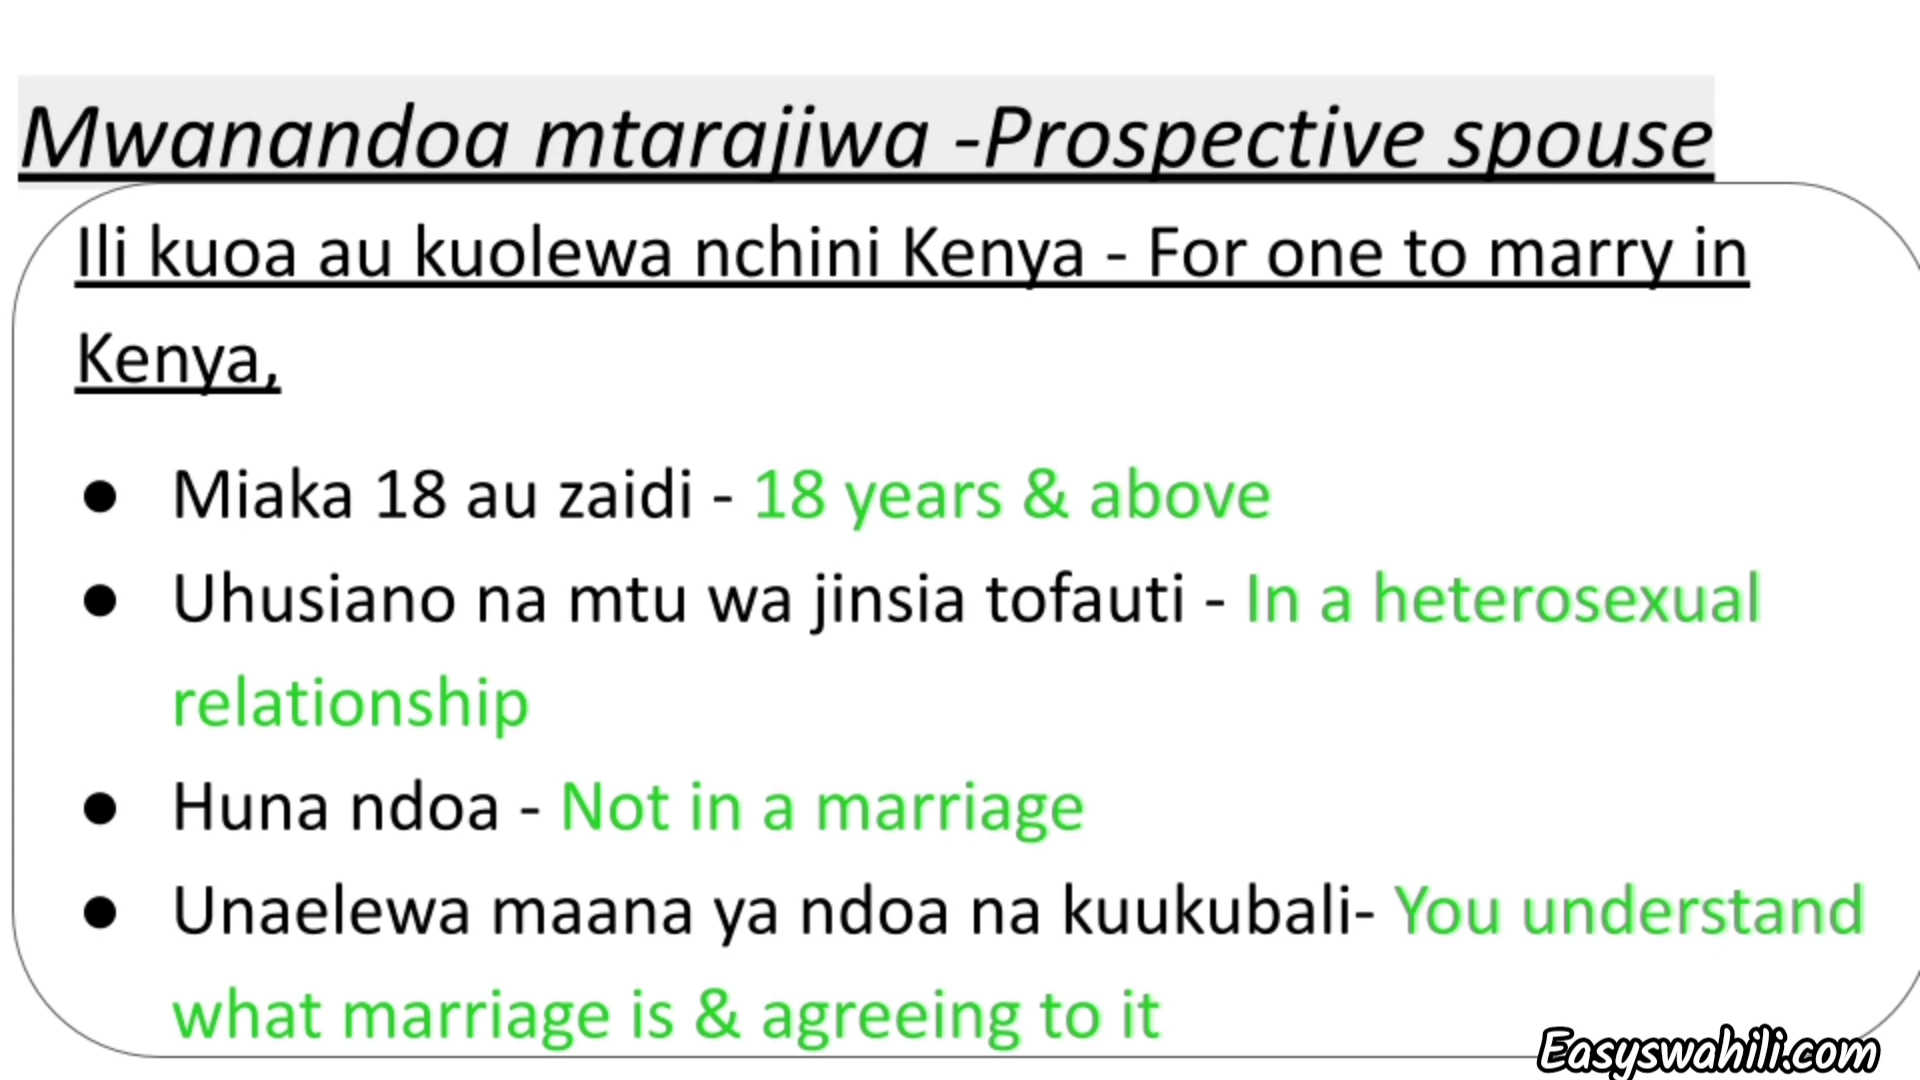 Mwanandoa mtarajiwa -Prospective spouse
Ili kuoa au kuolewa nchini Kenya - For one to marry in
Kenya,
● Miaka 18 au zaidi - 18 years & above
● Uhusiano na mtu wa jinsia tofauti - In a heterosexual
relationship
● Huna ndoa - Not in a marriage
● Unaelewa maana ya ndoa na kuukubali- You understand
what marriage is & agreeing to it
Easyswahili.com